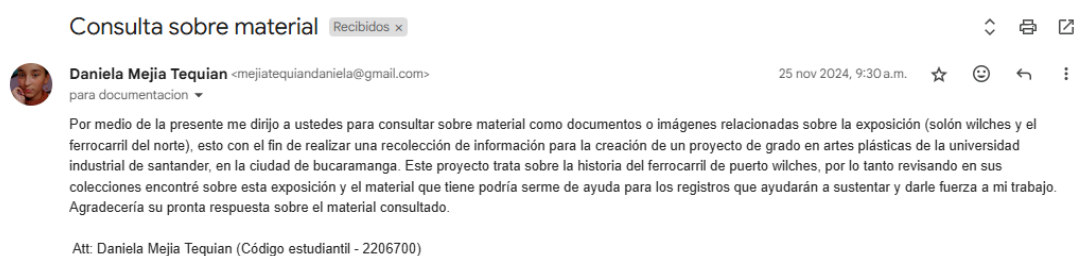 Consulta sobre material Recibidos x
Daniela Mejia Tequian <mejiatequiandaniela@gmail.com> 25 nov 2024, 9:30 a.m.
para documentacion
Por medio de la presente me dirijo a ustedes para consultar sobre material como documentos o imágenes relacionadas sobre la exposición (solón wilches y el
ferrocarril del norte), esto con el fin de realizar una recolección de información para la creación de un proyecto de grado en artes plásticas de la universidad
industrial de santander, en la ciudad de bucaramanga. Este proyecto trata sobre la historia del ferrocarril de puerto wilches, por lo tanto revisando en sus
colecciones encontré sobre esta exposición y el material que tiene podría serme de ayuda para los registros que ayudarán a sustentar y darle fuerza a mi trabajo.
Agradecería su pronta respuesta sobre el material consultado.
Att: Daniela Mejia Tequian (Código estudiantil - 2206700)